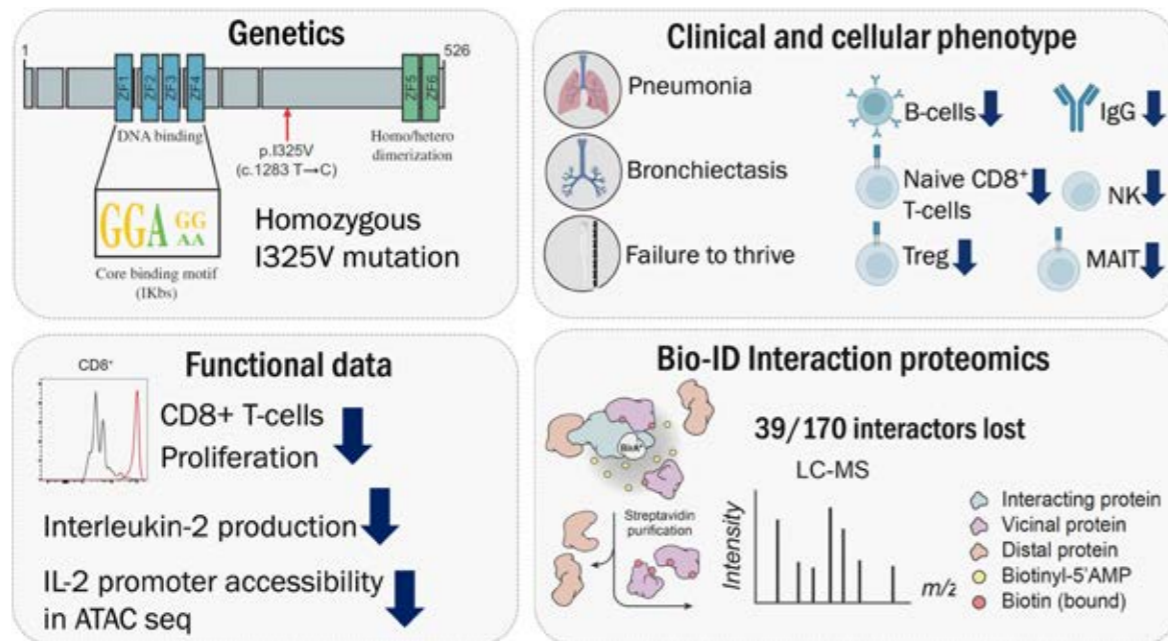 Genetics
1
526
ZF1
ZF2
ZF3
ZF4
ZF5
ZF6
DNA binding
p.I325V
(c.1283 T→C)
Homo/hetero
dimerization
GGA
GG
AA
Core binding motif
(IKbs)
Homozygous
I325V mutation
Clinical and cellular phenotype
Pneumonia
Bronchiectasis
Failure to thrive
B-cells
IgG
Naive CD8+
T-cells
NK
Treg
MAIT
Functional data
CD8+
CD8+ T-cells
Proliferation
Interleukin-2 production
IL-2 promoter accessibility
in ATAC seq
Bio-ID Interaction proteomics
BirA*
Streptavidin
purification
39/170 interactors lost
LC-MS
Intensity
m/z
Interacting protein
Vicinal protein
Distal protein
Biotinyl-5'AMP
Biotin (bound)